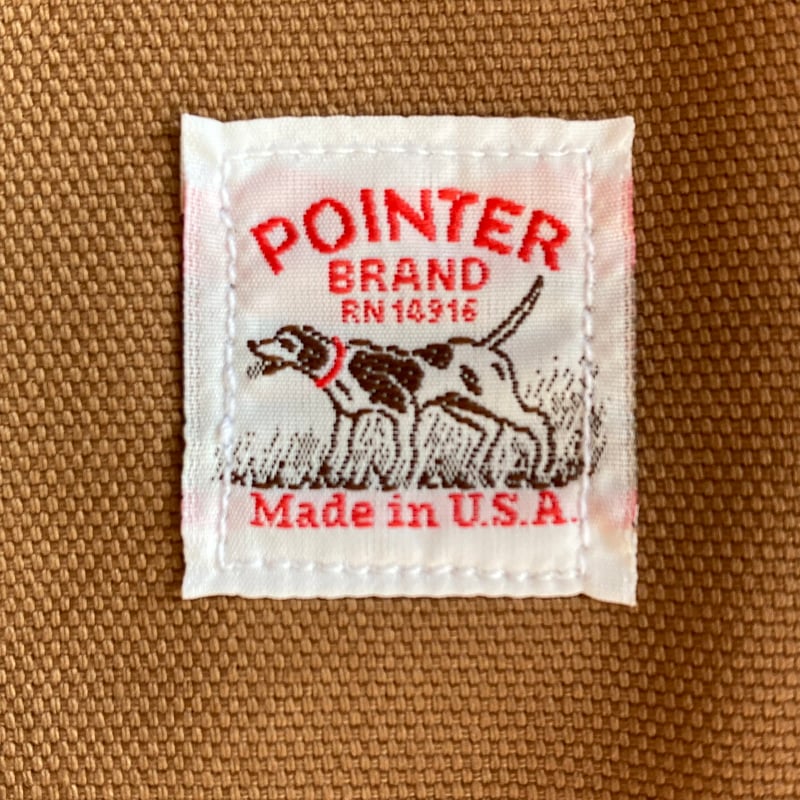 POINTER
BRAND
RN 14916
Made in U.S.A.